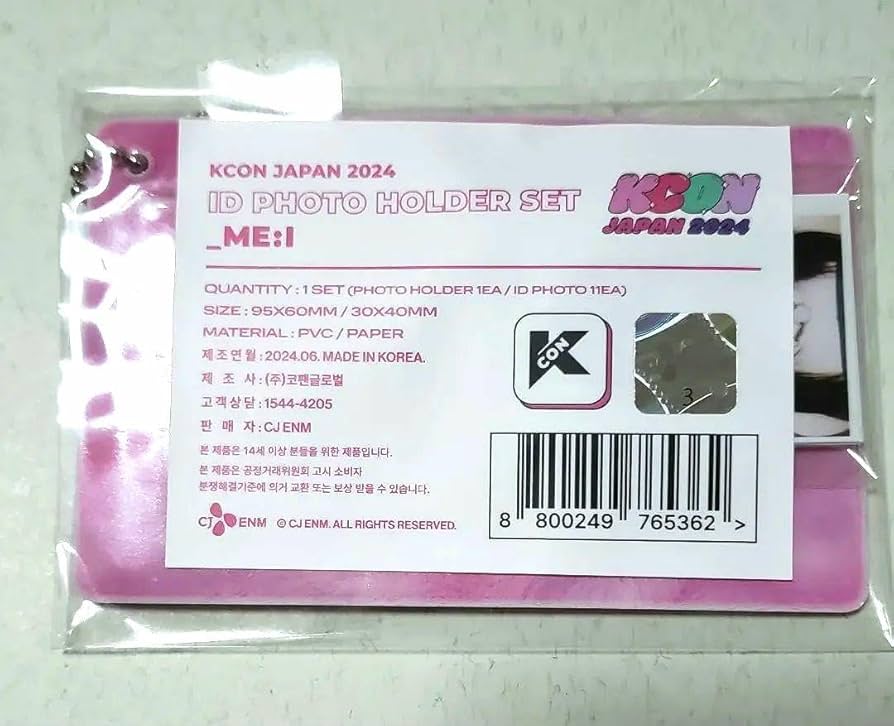 KCON JAPAN 2024
ID PHOTO HOLDER SET
_ME:I
KCON
JAPAN 2024
QUANTITY : 1 SET (PHOTO HOLDER 1EA / ID PHOTO 11EA)
SIZE : 95X60MM / 30X40MM
MATERIAL : PVC / PAPER
제조연월 : 2024.06. MADE IN KOREA.
제 조 사 : (주)코팬글로벌
고객상담 : 1544-4205
판 매 자 : CJ ENM
본 제품은 14세 이상 분들을 위한 제품입니다.
본 제품은 공정거래위원회 고시 소비자
분쟁해결기준에 의거 교환 또는 보상 받을 수 있습니다.
CJ ENM © CJ ENM. ALL RIGHTS RESERVED.
K CON
3
8 800249 765362 >